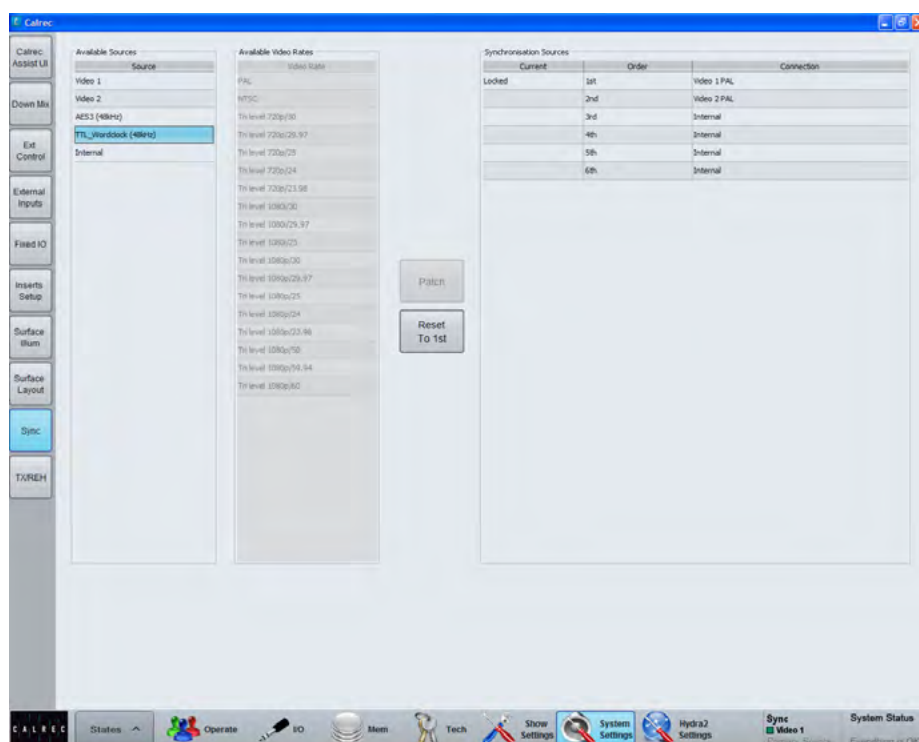 Calrec
Calrec
Assist UI
Down Mix
Ext
Control
External
Inputs
Fixed IO
Inserts
Setup
Surface
Illum
Surface
Layout
Sync
TX/REH
Available Sources
Source
Video 1
Video 2
AES3 (48kHz)
TTL_Wordclock (48kHz)
Internal
Available Video Rates
Video Rate
PAL
NTSC
Tri level 720p/30
Tri level 720p/29.97
Tri level 720p/25
Tri level 720p/24
Tri level 720p/23.98
Tri level 1080i/30
Tri level 1080i/29.97
Tri level 1080i/25
Tri level 1080p/30
Tri level 1080p/29.97
Tri level 1080p/25
Tri level 1080p/24
Tri level 1080p/23.98
Tri level 1080p/50
Tri level 1080p/59.94
Tri level 1080p/60
Patch
Reset
To 1st
Synchronisation Sources
Current Order Connection
Locked 1st Video 1 PAL
2nd Video 2 PAL
3rd Internal
4th Internal
5th Internal
6th Internal
CALREC
States
Operate
I/O
Mem
Tech
Show
Settings
System
Settings
Hydra2
Settings
Sync
Video 1
System Status